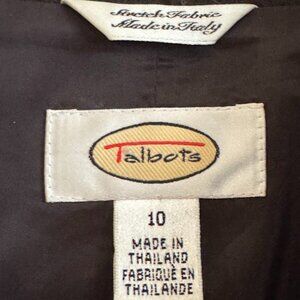 Stretch Fabric
Made in Italy
Talbots
10
MADE IN
THAILAND
FABRIQUÉ EN
THAILANDE